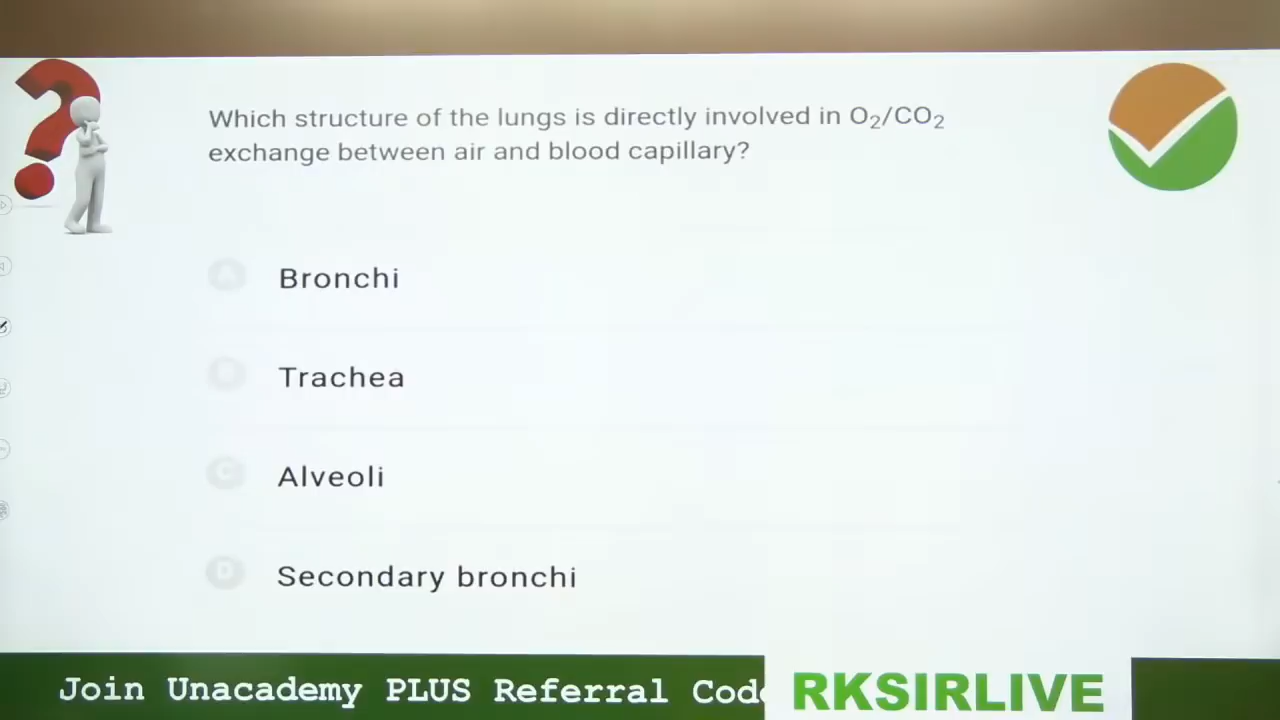 Which structure of the lungs is directly involved in O₂/CO₂
exchange between air and blood capillary?
A Bronchi
B Trachea
C Alveoli
D Secondary bronchi
Join Unacademy PLUS Referral Code
RKSIRLIVE